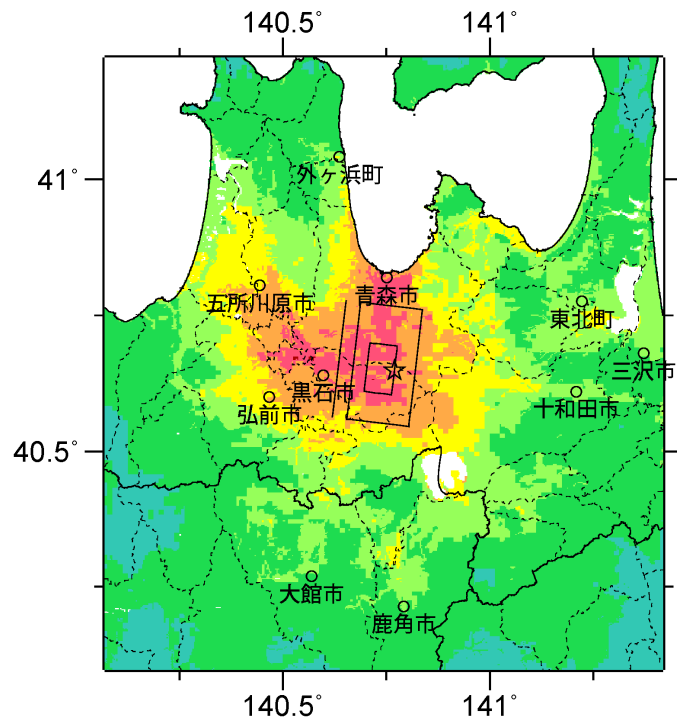 140.5° 141°
41°
外ヶ浜町
五所川原市
青森市
東北町
三沢市
黒石市
弘前市
十和田市
40.5°
大館市
鹿角市
140.5° 141°